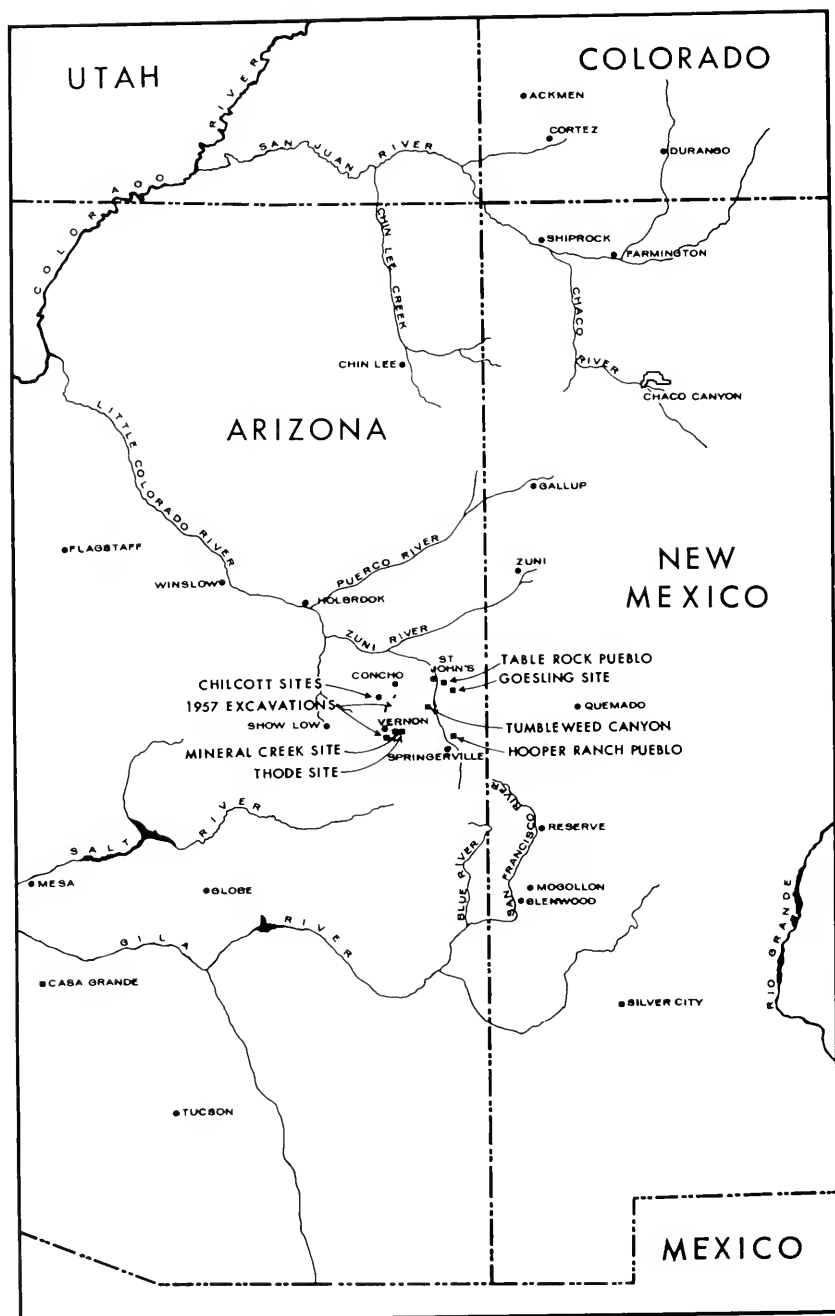 UTAH
COLORADO
COLORADO RIVER
SAN JUAN RIVER
ACKMEN
CORTEZ
DURANGO
CHIN LEE CREEK
SHIPROCK
FARMINGTON
CHACO RIVER
CHIN LEE
CHACO CANYON
ARIZONA
LITTLE COLORADO RIVER
GALLUP
FLAGSTAFF
PUERCO RIVER
ZUNI
WINSLOW
HOLBROOK
NEW
MEXICO
ZUNI RIVER
ST
JOHN'S
TABLE ROCK PUEBLO
GOESLING SITE
CONCHO
CHILCOTT SITES
1957 EXCAVATIONS
QUEMADO
SHOW LOW
VERNON
TUMBLEWEED CANYON
MINERAL CREEK SITE
HOOPER RANCH PUEBLO
SPRINGERVILLE
THODE SITE
SALT RIVER
BLUE RIVER
SAN FRANCISCO RIVER
RESERVE
MESA
GLOBE
MOGOLLON
GLENWOOD
GILA RIVER
RIO GRANDE
CASA GRANDE
SILVER CITY
TUCSON
MEXICO